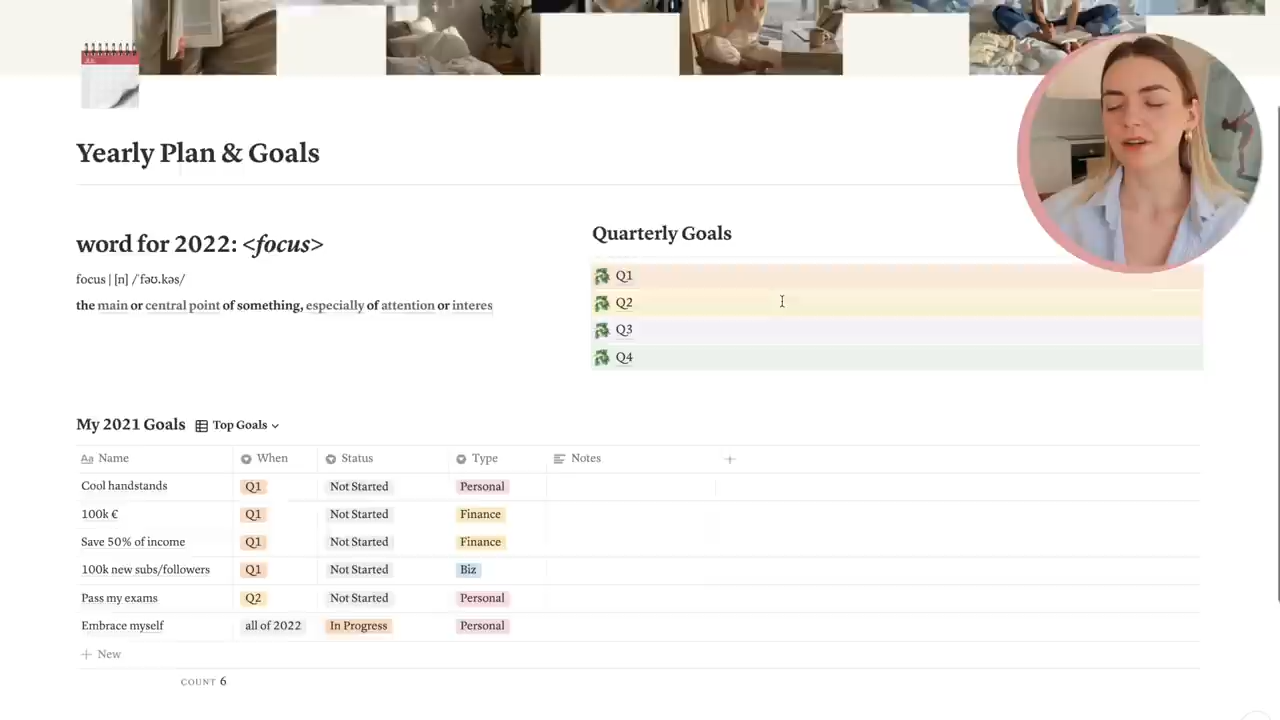 JUL
Yearly Plan & Goals
word for 2022: <focus>
focus | [n] /ˈfəʊ.kəs/
the main or central point of something, especially of attention or interes
Quarterly Goals
Q1
Q2
Q3
Q4
My 2021 Goals Top Goals
Aa Name When Status Type Notes +
Cool handstands Q1 Not Started Personal
100k € Q1 Not Started Finance
Save 50% of income Q1 Not Started Finance
100k new subs/followers Q1 Not Started Biz
Pass my exams Q2 Not Started Personal
Embrace myself all of 2022 In Progress Personal
+ New
COUNT 6